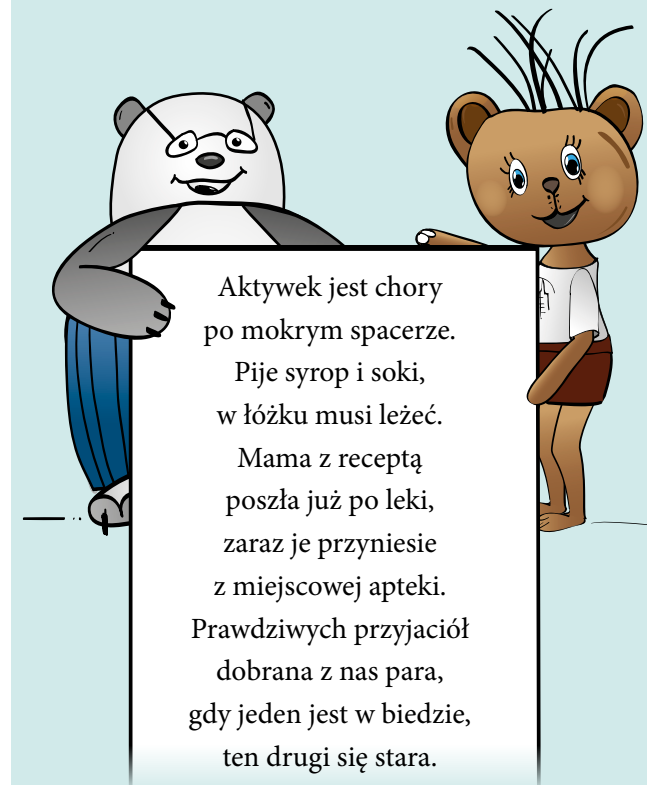 Aktywek jest chory
po mokrym spacerze.
Pije syrop i soki,
w łóżku musi leżeć.
Mama z receptą
poszła już po leki,
zaraz je przyniesie
z miejscowej apteki.
Prawdziwych przyjaciół
dobrana z nas para,
gdy jeden jest w biedzie,
ten drugi się stara.